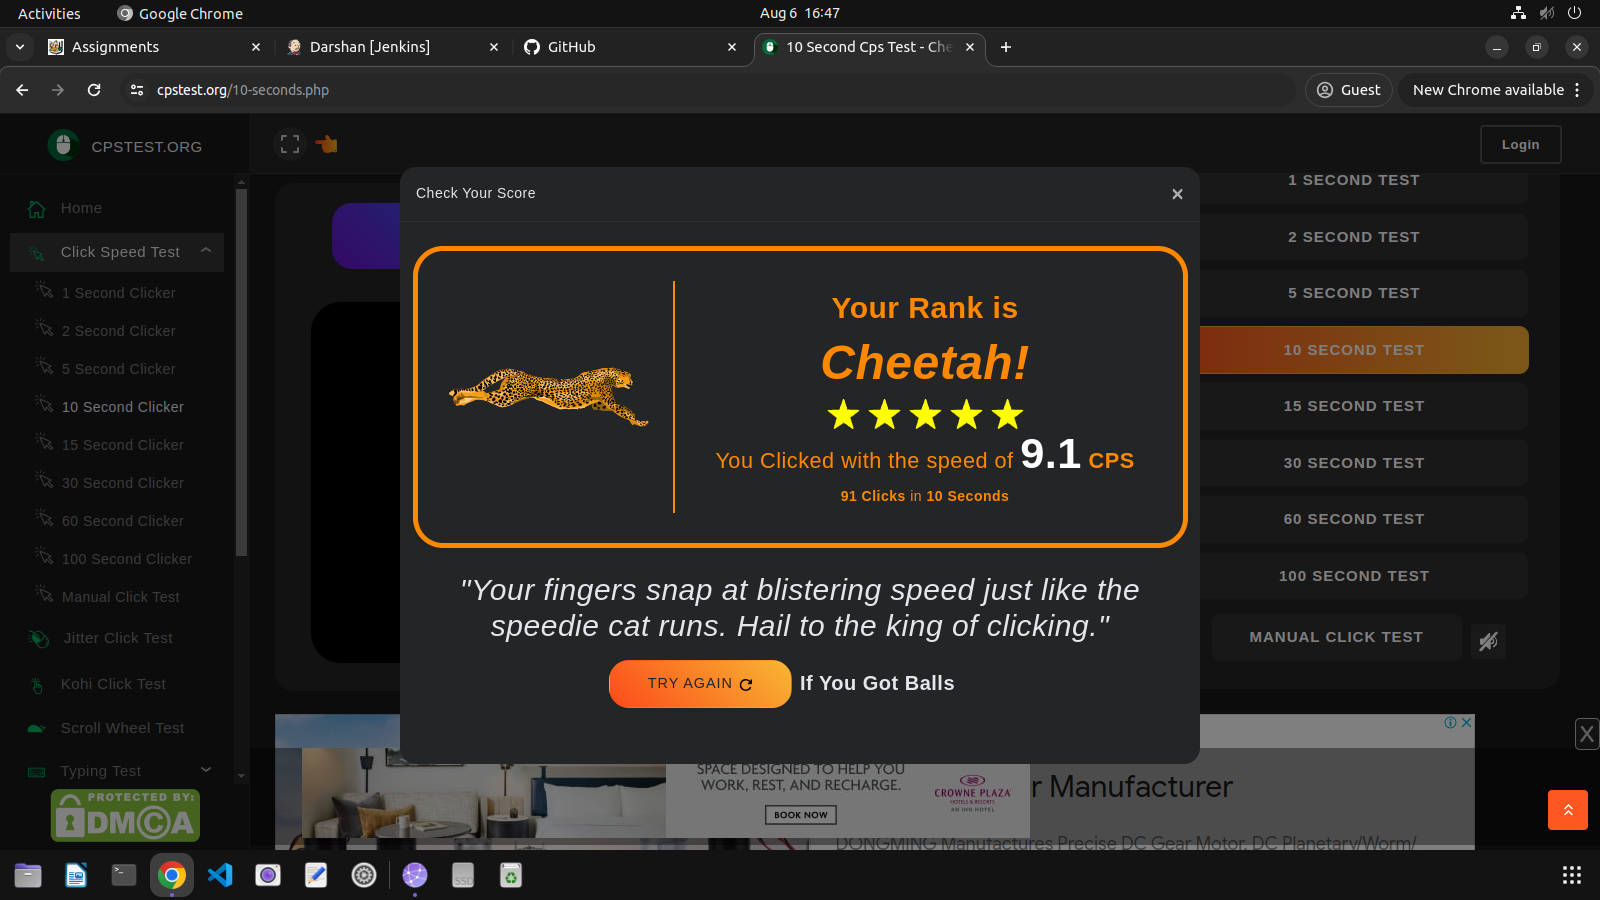 Activities
Google Chrome
Aug 6 16:47
Assignments
Darshan [Jenkins]
GitHub
10 Second Cps Test - Che
cpstest.org/10-seconds.php
Guest
New Chrome available
CPSTEST.ORG
Login
Home
Click Speed Test
1 Second Clicker
2 Second Clicker
5 Second Clicker
10 Second Clicker
15 Second Clicker
30 Second Clicker
60 Second Clicker
100 Second Clicker
Manual Click Test
Jitter Click Test
Kohi Click Test
Scroll Wheel Test
Typing Test
PROTECTED BY:
DMCA
Check Your Score
×
Your Rank is
Cheetah!
You Clicked with the speed of 9.1 CPS
91 Clicks in 10 Seconds
"Your fingers snap at blistering speed just like the
speedie cat runs. Hail to the king of clicking."
TRY AGAIN
If You Got Balls
1 SECOND TEST
2 SECOND TEST
5 SECOND TEST
10 SECOND TEST
15 SECOND TEST
30 SECOND TEST
60 SECOND TEST
100 SECOND TEST
MANUAL CLICK TEST
X
SPACE DESIGNED TO HELP YOU
WORK, REST, AND RECHARGE.
BOOK NOW
CROWNE PLAZA
HOTELS & RESORTS
AN IHG HOTEL
r Manufacturer
DONGMING Manufactures Precise DC Gear Motor, DC Planetary/Worm/
SSD